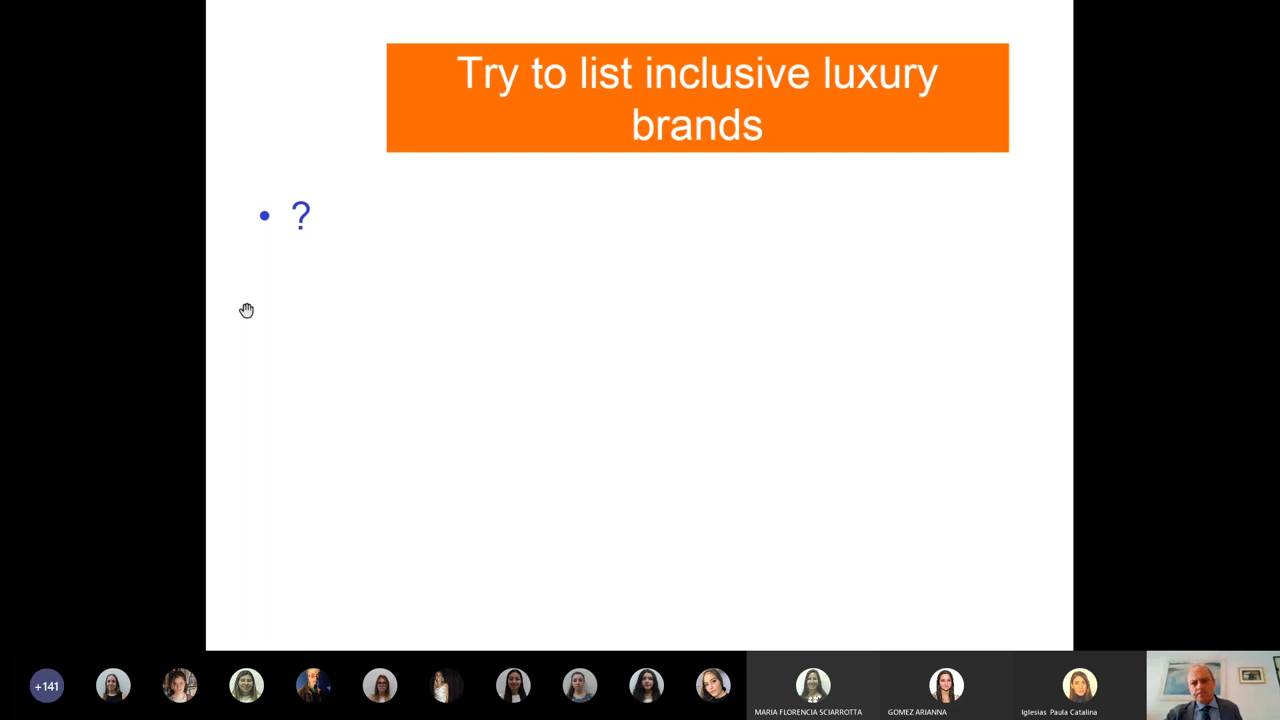 Try to list inclusive luxury
brands
• ?
+141
MARIA FLORENCIA SCIARROTTA
GOMEZ ARIANNA
Iglesias Paula Catalina